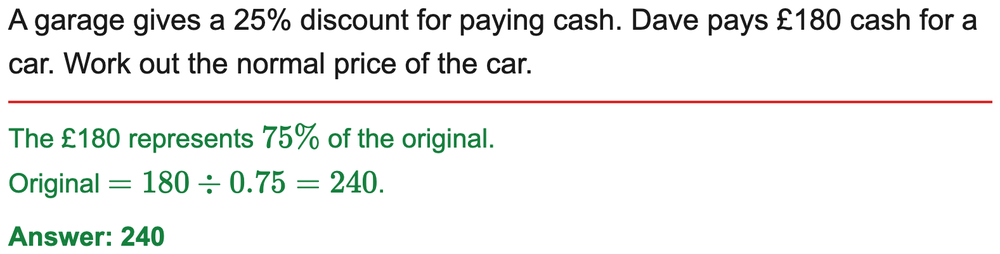 A garage gives a 25% discount for paying cash. Dave pays £180 cash for a
car. Work out the normal price of the car.
The £180 represents 75% of the original.
Original = 180 ÷ 0.75 = 240.
Answer: 240